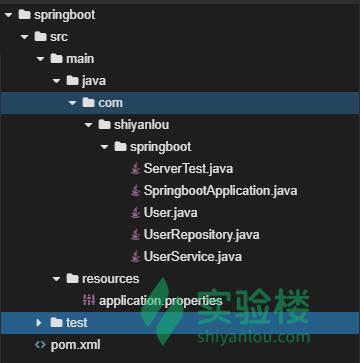 springboot
src
main
java
com
shiyanlou
springboot
ServerTest.java
SpringbootApplication.java
User.java
UserRepository.java
UserService.java
resources
application.properties
test
pom.xml
实验楼
shiyanlou.com